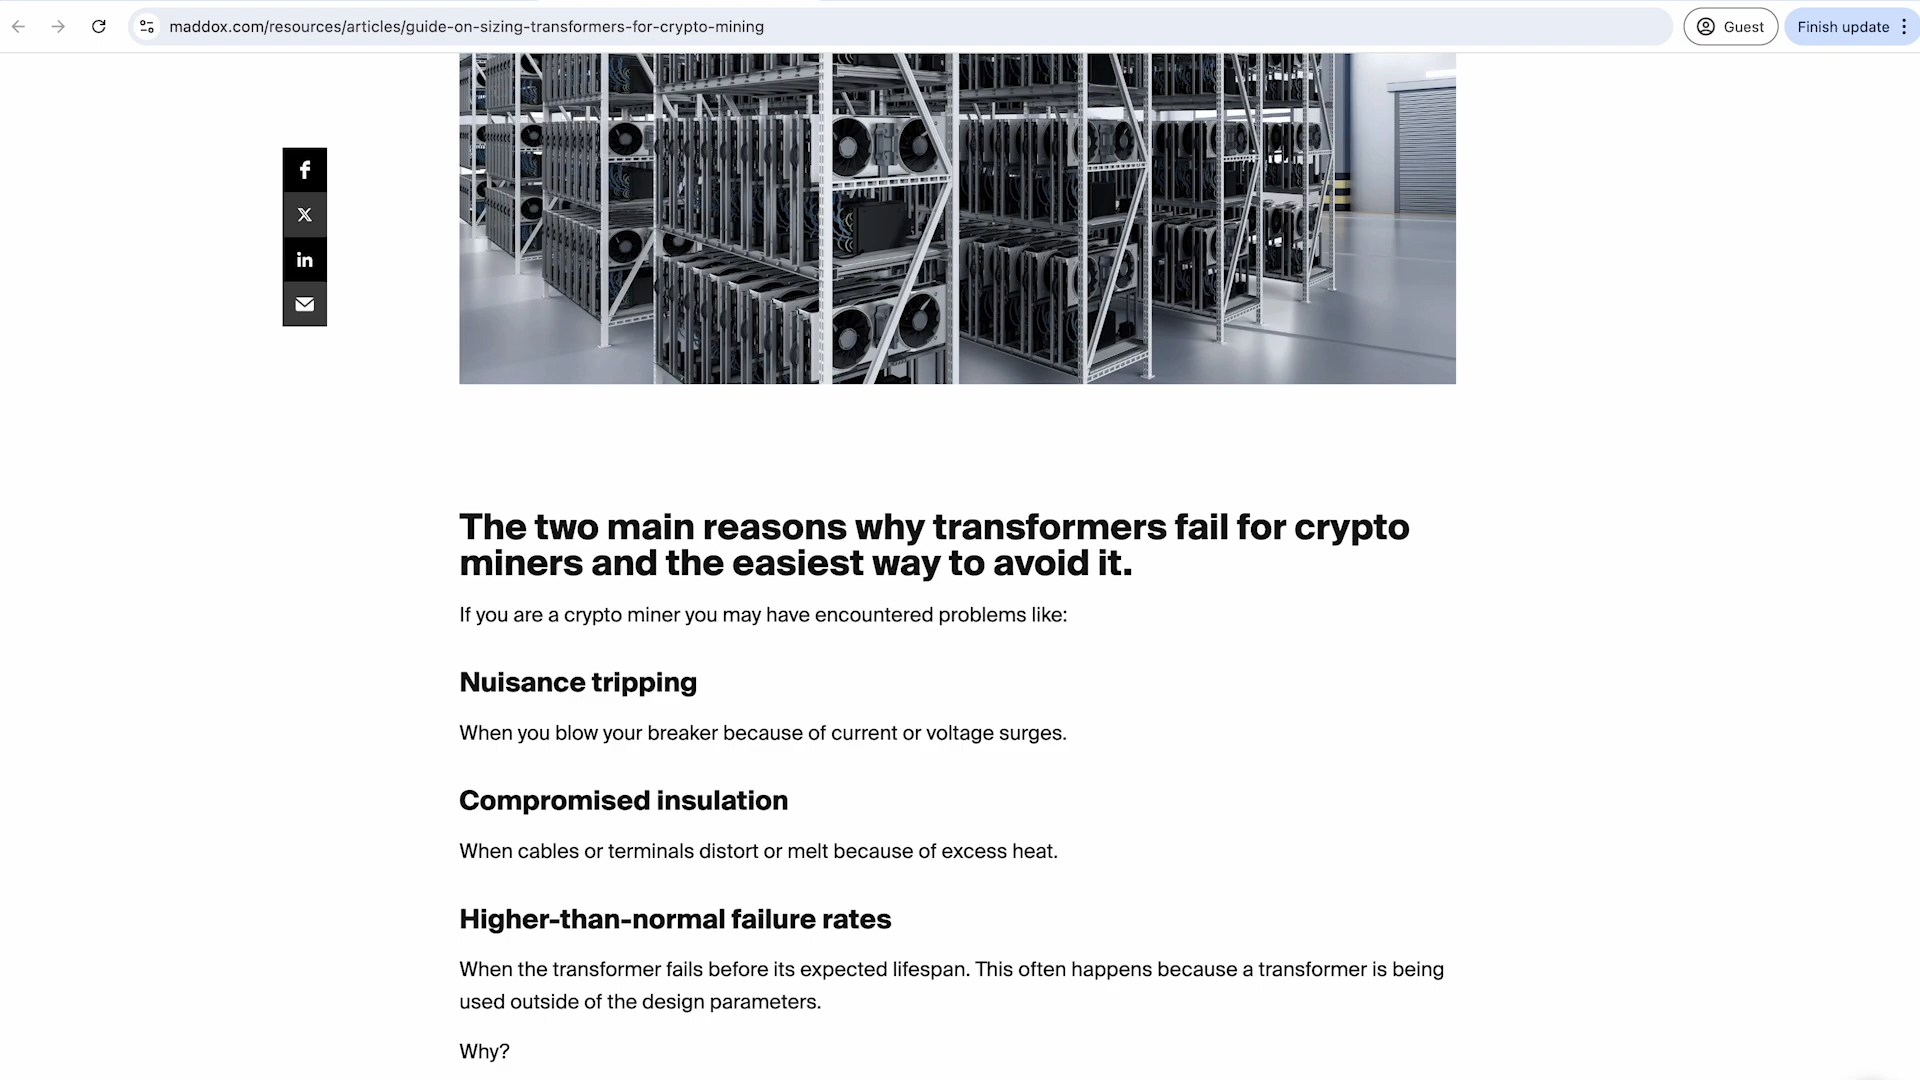 maddox.com/resources/articles/guide-on-sizing-transformers-for-crypto-mining
Guest
Finish update
The two main reasons why transformers fail for crypto
miners and the easiest way to avoid it.
If you are a crypto miner you may have encountered problems like:
Nuisance tripping
When you blow your breaker because of current or voltage surges.
Compromised insulation
When cables or terminals distort or melt because of excess heat.
Higher-than-normal failure rates
When the transformer fails before its expected lifespan. This often happens because a transformer is being
used outside of the design parameters.
Why?